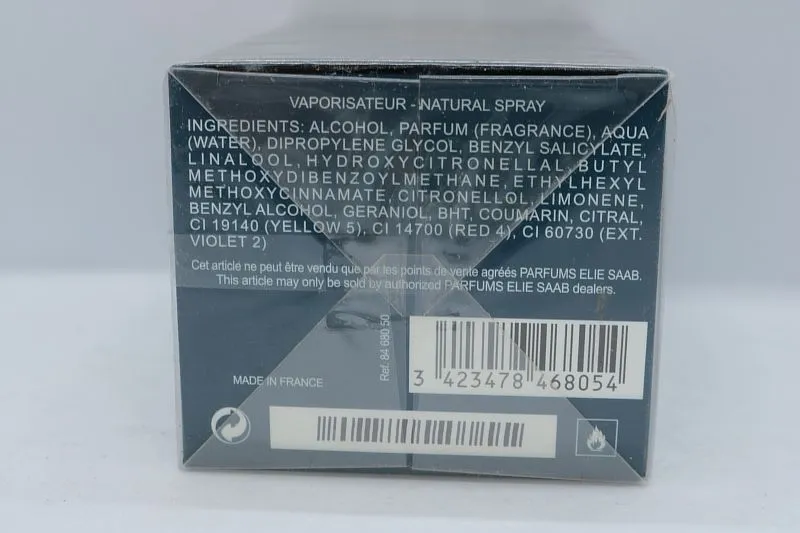 VAPORISATEUR - NATURAL SPRAY
INGREDIENTS: ALCOHOL, PARFUM (FRAGRANCE), AQUA
(WATER), DIPROPYLENE GLYCOL, BENZYL SALICYLATE,
LINALOOL, HYDROXYCITRONELLAL, BUTYL
METHOXYDIBENZOYLMETHANE, ETHYLHEXYL
METHOXYCINNAMATE, CITRONELLOL, LIMONENE,
BENZYL ALCOHOL, GERANIOL, BHT, COUMARIN, CITRAL,
CI 19140 (YELLOW 5), CI 14700 (RED 4), CI 60730 (EXT.
VIOLET 2)
Cet article ne peut être vendu que par les points de vente agréés PARFUMS ELIE SAAB.
This article may only be sold by authorized PARFUMS ELIE SAAB dealers.
Ref. 84 680 50
3 423478 468054
MADE IN FRANCE